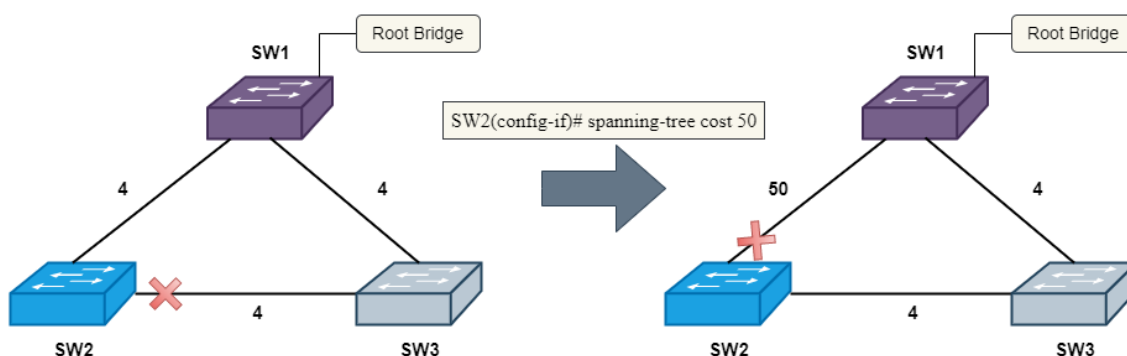 Root Bridge
SW1
4
4
4
SW2
SW3
SW2(config-if)# spanning-tree cost 50
Root Bridge
SW1
50
4
4
SW2
SW3